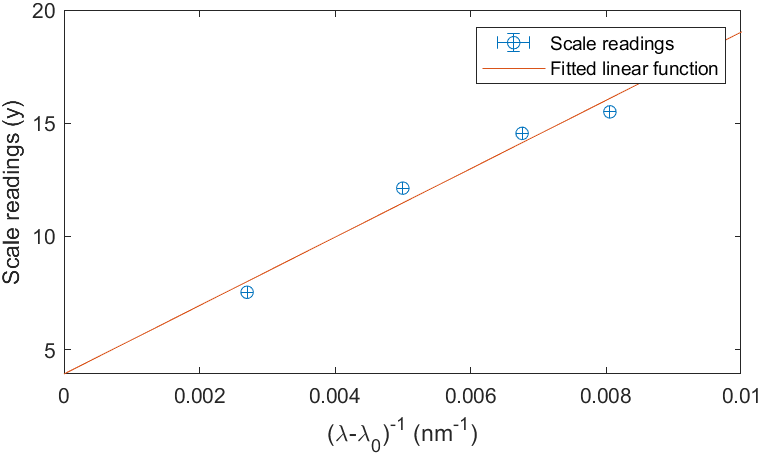 20
15
10
5
Scale readings (y)
Scale readings
Fitted linear function
0 0.002 0.004 0.006 0.008 0.01
(λ-λ₀)⁻¹ (nm⁻¹)